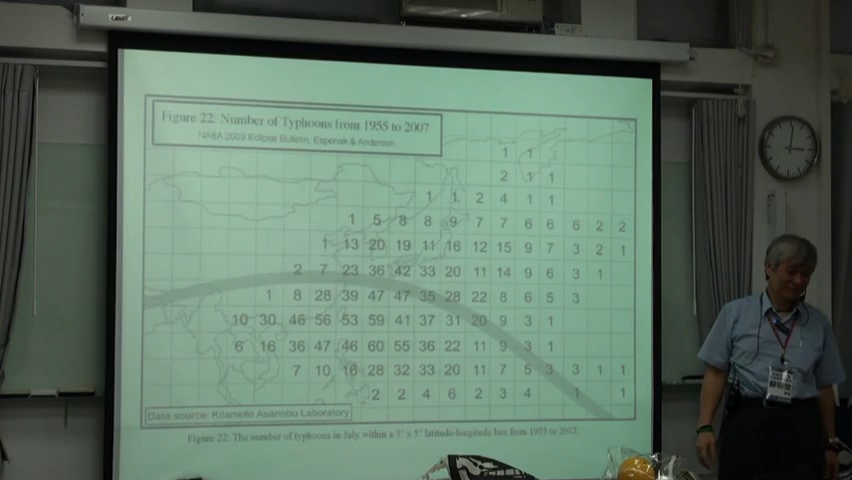 Figure 22: Number of Typhoons from 1955 to 2007
NASA 2009 Eclipse Bulletin, Espenak & Anderson
1 1
2 1 1
1 1 2 4 1 1
1 5 8 8 9 7 7 6 6 6 2 2
1 13 20 19 11 16 12 15 9 7 3 2 1
2 7 23 36 42 33 20 11 14 9 6 3 1
1 8 28 39 47 47 35 28 22 8 6 5 3
10 30 46 56 53 59 41 37 31 20 9 3 1
6 16 36 47 46 60 55 36 22 11 9 3 1
7 10 16 28 32 33 20 11 7 5 3 3 1 1
2 2 4 6 2 3 4 1 1
Data source: Kitamoto Asanobu Laboratory
Figure 22: The number of typhoons in July within a 5° x 5° latitude-longitude box from 1955 to 2007.